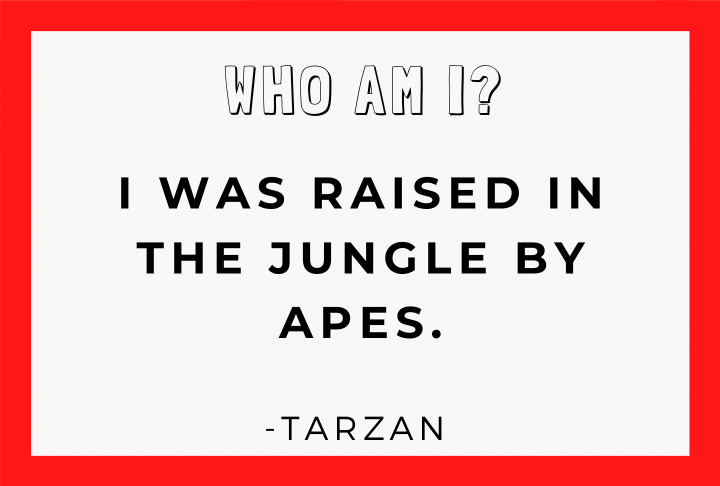 WHO AM I?
I WAS RAISED IN
THE JUNGLE BY
APES.
-TARZAN